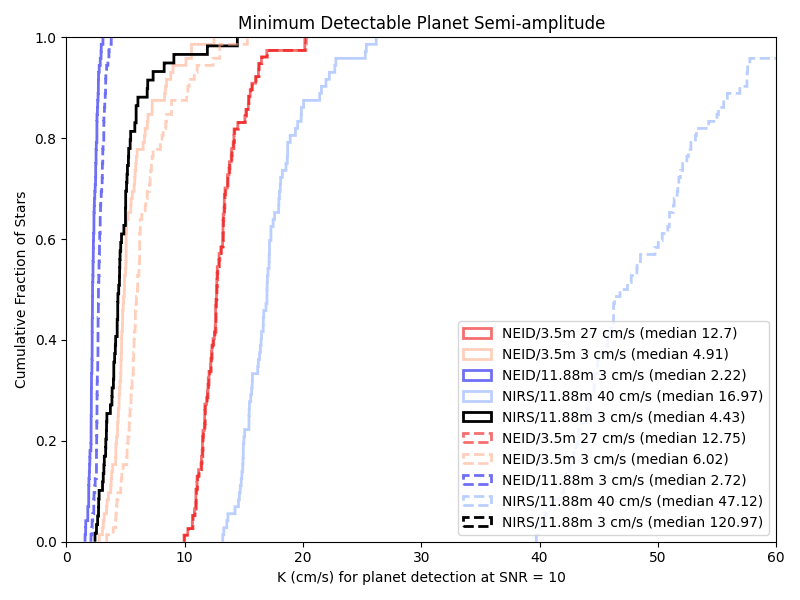 Minimum Detectable Planet Semi-amplitude
1.0
0.8
0.6
0.4
0.2
0.0
Cumulative Fraction of Stars
NEID/3.5m 27 cm/s (median 12.7)
NEID/3.5m 3 cm/s (median 4.91)
NEID/11.88m 3 cm/s (median 2.22)
NIRS/11.88m 40 cm/s (median 16.97)
NIRS/11.88m 3 cm/s (median 4.43)
NEID/3.5m 27 cm/s (median 12.75)
NEID/3.5m 3 cm/s (median 6.02)
NEID/11.88m 3 cm/s (median 2.72)
NIRS/11.88m 40 cm/s (median 47.12)
NIRS/11.88m 3 cm/s (median 120.97)
0 10 20 30 40 50 60
K (cm/s) for planet detection at SNR = 10